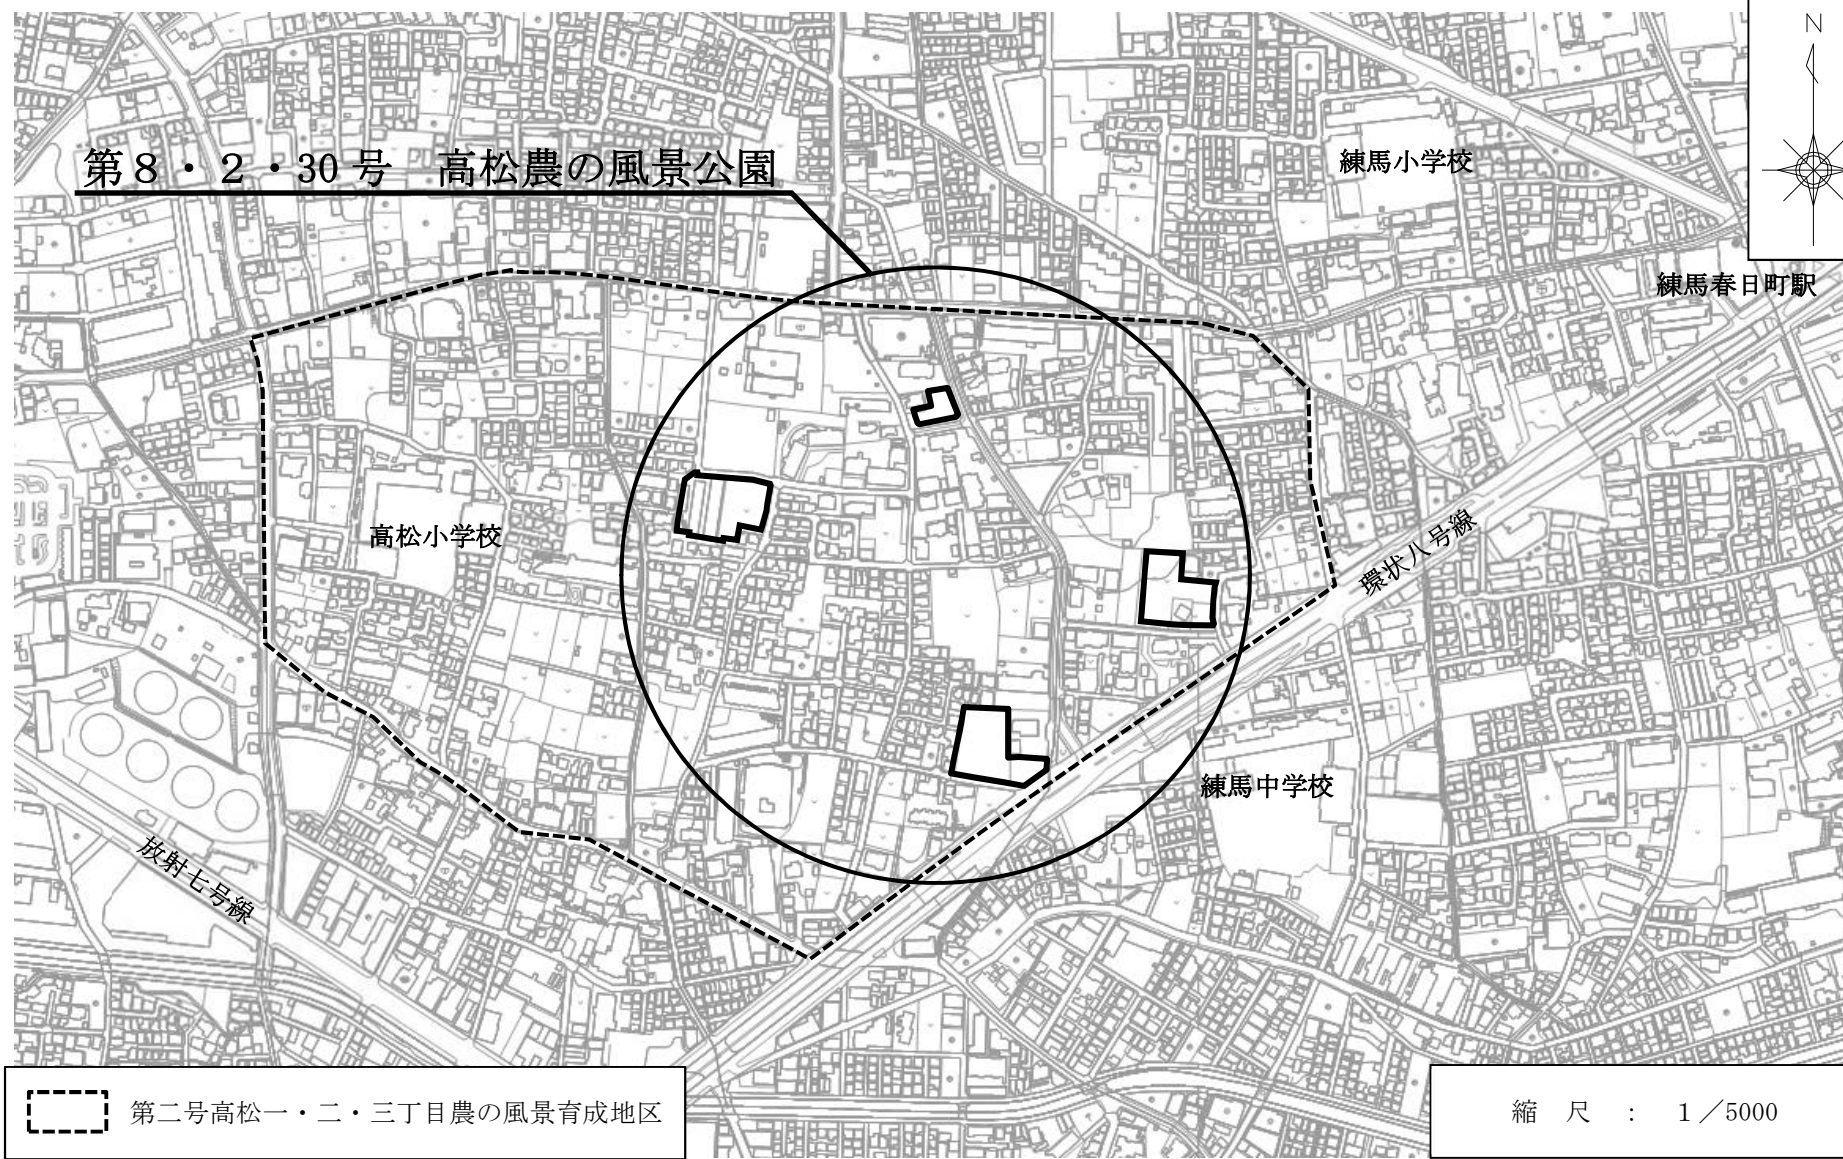 N
第８・２・30 号　高松農の風景公園
練馬小学校
練馬春日町駅
高松小学校
環状八号線
練馬中学校
放射七号線
第二号高松一・二・三丁目農の風景育成地区
縮　尺　：　１／5000